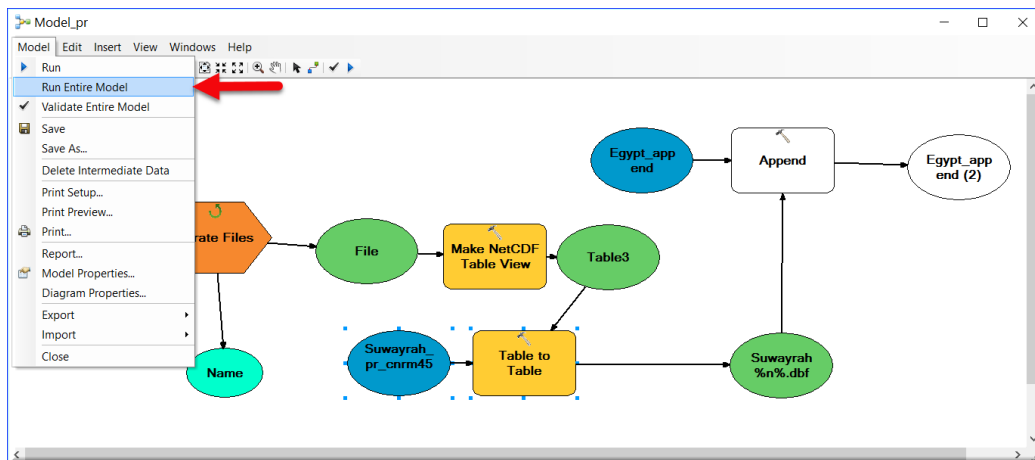 Model_pr
Model Edit Insert View Windows Help
Run
Run Entire Model
Validate Entire Model
Save
Save As...
Delete Intermediate Data
Print Setup...
Print Preview...
Print...
Report...
Model Properties...
Diagram Properties...
Export
Import
Close
rate Files
Name
File
Make NetCDF
Table View
Table3
Suwayrah_
pr_cnrm45
Table to
Table
Suwayrah
%n%.dbf
Egypt_app
end
Append
Egypt_app
end (2)